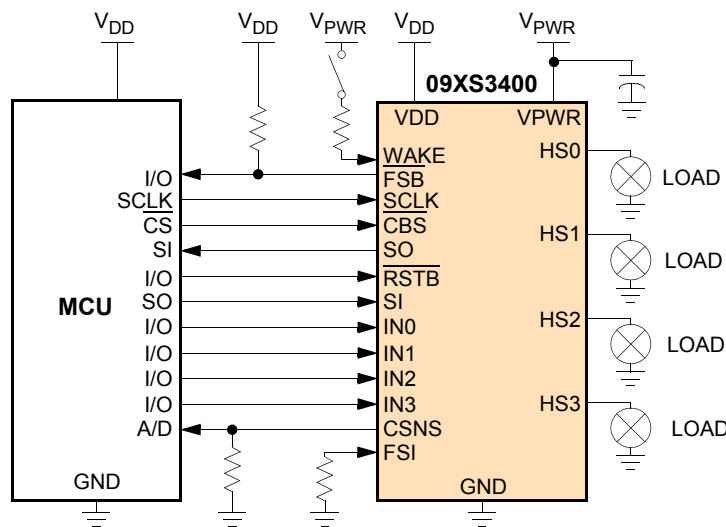 VDD VDD VPWR VDD VPWR
09XS3400
VDD VPWR
WAKE HS0
I/O FSB LOAD
SCLK SCLK
CS CBS HS1
SI SO LOAD
I/O RSTB
MCU SO SI HS2
I/O IN0 LOAD
I/O IN1
I/O IN2
I/O IN3 HS3
A/D CSNS LOAD
FSI
GND GND